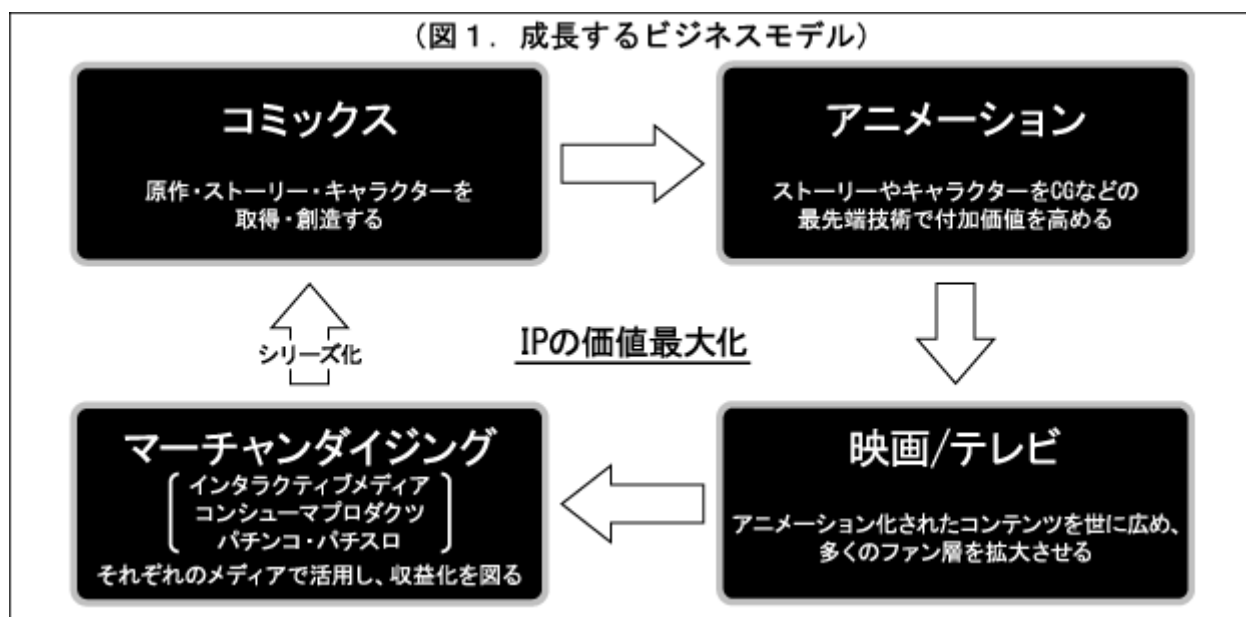 (図1. 成長するビジネスモデル)
コミックス
原作・ストーリー・キャラクターを
取得・創造する
アニメーション
ストーリーやキャラクターをCGなどの
最先端技術で付加価値を高める
シリーズ化
IPの価値最大化
マーチャンダイジング
インタラクティブメディア
コンシューマプロダクツ
パチンコ・パチスロ
それぞれのメディアで活用し、収益化を図る
映画/テレビ
アニメーション化されたコンテンツを世に広め、
多くのファン層を拡大させる